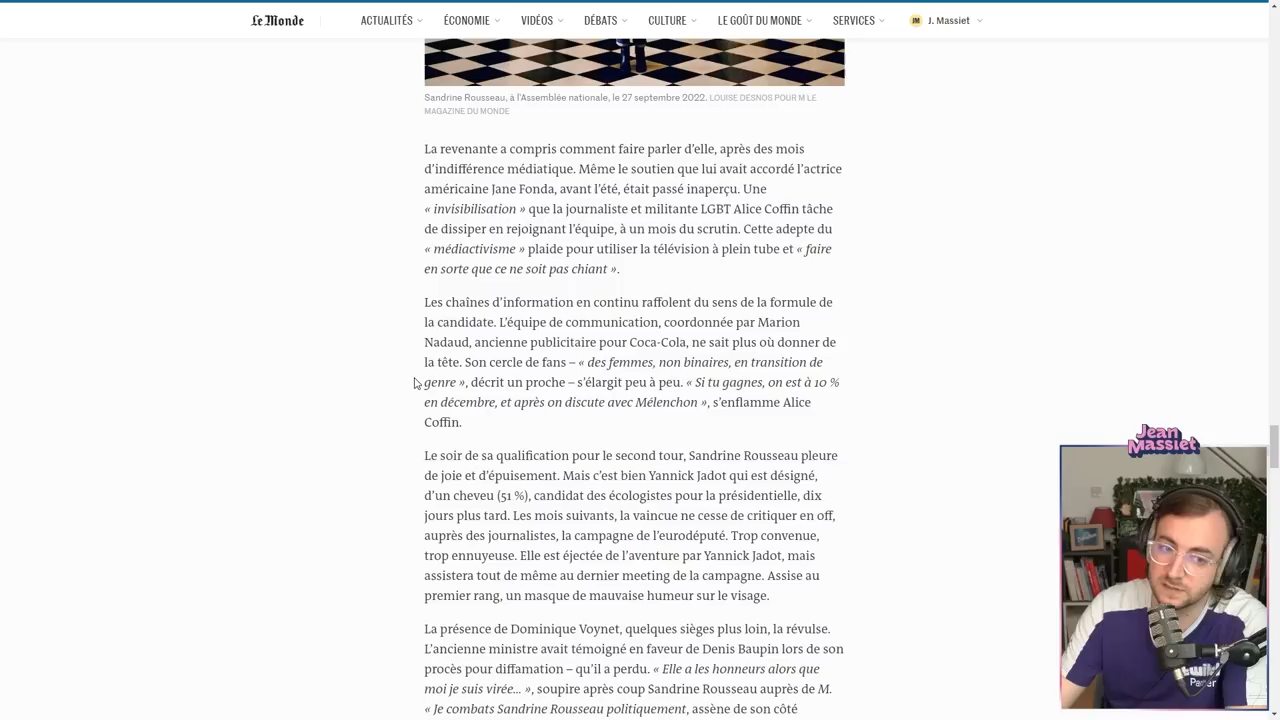 Le Monde
ACTUALITÉS
ÉCONOMIE
VIDÉOS
DÉBATS
CULTURE
LE GOÛT DU MONDE
SERVICES
JM
J. Massiet
Sandrine Rousseau, à l'Assemblée nationale, le 27 septembre 2022. LOUISE DESNOS POUR M LE
MAGAZINE DU MONDE
La revenante a compris comment faire parler d’elle, après des mois
d’indifférence médiatique. Même le soutien que lui avait accordé l’actrice
américaine Jane Fonda, avant l’été, était passé inaperçu. Une
« invisibilisation » que la journaliste et militante LGBT Alice Coffin tâche
de dissiper en rejoignant l’équipe, à un mois du scrutin. Cette adepte du
« médiactivisme » plaide pour utiliser la télévision à plein tube et « faire
en sorte que ce ne soit pas chiant ».
Les chaînes d’information en continu raffolent du sens de la formule de
la candidate. L’équipe de communication, coordonnée par Marion
Nadaud, ancienne publicitaire pour Coca-Cola, ne sait plus où donner de
la tête. Son cercle de fans – « des femmes, non binaires, en transition de
genre », décrit un proche – s’élargit peu à peu. « Si tu gagnes, on est à 10 %
en décembre, et après on discute avec Mélenchon », s’enflamme Alice
Coffin.
Le soir de sa qualification pour le second tour, Sandrine Rousseau pleure
de joie et d’épuisement. Mais c’est bien Yannick Jadot qui est désigné,
d’un cheveu (51 %), candidat des écologistes pour la présidentielle, dix
jours plus tard. Les mois suivants, la vaincue ne cesse de critiquer en off,
auprès des journalistes, la campagne de l’eurodéputé. Trop convenue,
trop ennuyeuse. Elle est éjectée de l’aventure par Yannick Jadot, mais
assistera tout de même au dernier meeting de la campagne. Assise au
premier rang, un masque de mauvaise humeur sur le visage.
La présence de Dominique Voynet, quelques sièges plus loin, la révulse.
L’ancienne ministre avait témoigné en faveur de Denis Baupin lors de son
procès pour diffamation – qu’il a perdu. « Elle a les honneurs alors que
moi je suis virée… », soupire après coup Sandrine Rousseau auprès de M.
« Je combats Sandrine Rousseau politiquement, assène de son côté
Jean
Massiet